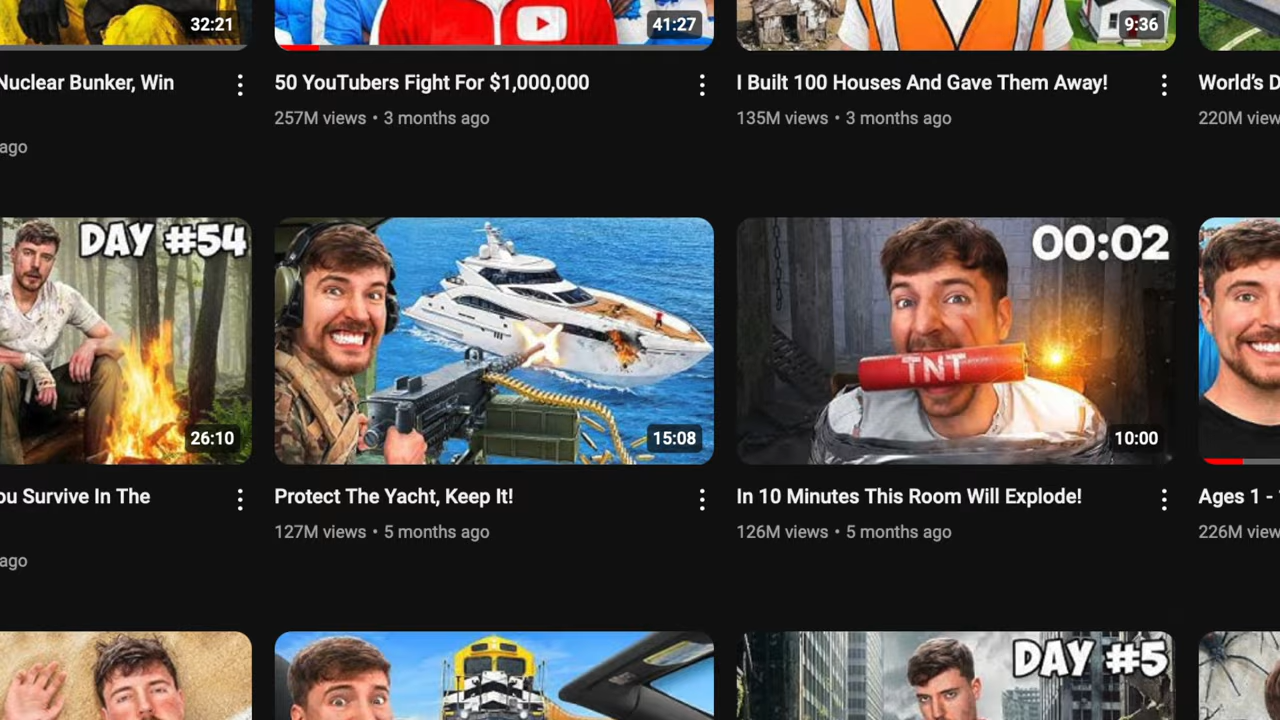 32:21
41:27
9:36
Nuclear Bunker, Win
50 YouTubers Fight For $1,000,000
I Built 100 Houses And Gave Them Away!
World's D
257M views • 3 months ago
135M views • 3 months ago
220M view
ago
DAY #54
00:02
TNT
26:10
15:08
10:00
ou Survive In The
Protect The Yacht, Keep It!
In 10 Minutes This Room Will Explode!
Ages 1 -
127M views • 5 months ago
126M views • 5 months ago
226M view
ago
DAY #5